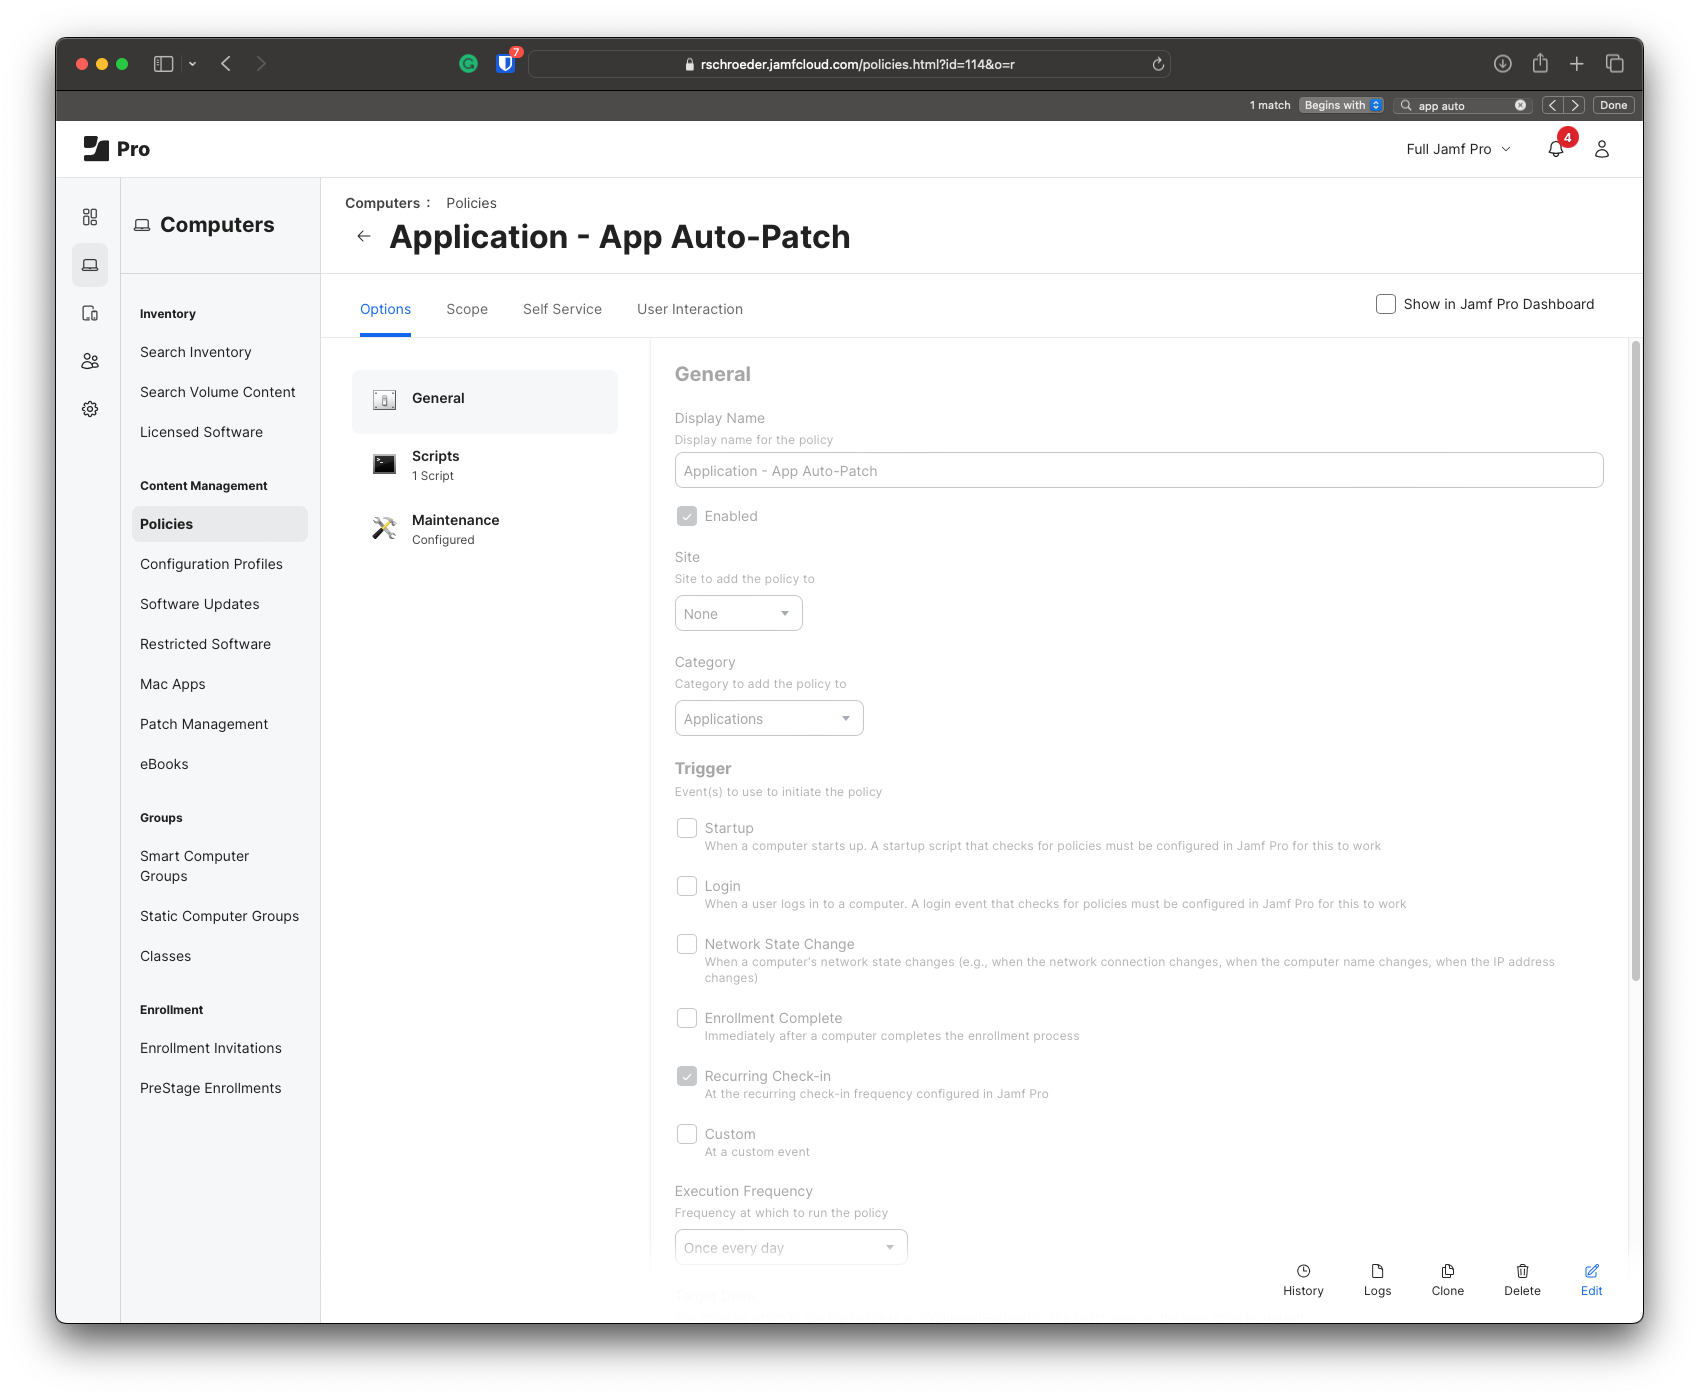 7
rschroeder.jamfcloud.com/policies.html?id=114&o=r
1 match
Begins with
app auto
Done
Pro
Full Jamf Pro
4
Computers
Computers :
Policies
Application - App Auto-Patch
Inventory
Search Inventory
Search Volume Content
Licensed Software
Content Management
Policies
Configuration Profiles
Software Updates
Restricted Software
Mac Apps
Patch Management
eBooks
Groups
Smart Computer
Groups
Static Computer Groups
Classes
Enrollment
Enrollment Invitations
PreStage Enrollments
Options
Scope
Self Service
User Interaction
Show in Jamf Pro Dashboard
General
Scripts
1 Script
Maintenance
Configured
General
Display Name
Display name for the policy
Application - App Auto-Patch
Enabled
Site
Site to add the policy to
None
Category
Category to add the policy to
Applications
Trigger
Event(s) to use to initiate the policy
Startup
When a computer starts up. A startup script that checks for policies must be configured in Jamf Pro for this to work
Login
When a user logs in to a computer. A login event that checks for policies must be configured in Jamf Pro for this to work
Network State Change
When a computer's network state changes (e.g., when the network connection changes, when the computer name changes, when the IP address
changes)
Enrollment Complete
Immediately after a computer completes the enrollment process
Recurring Check-in
At the recurring check-in frequency configured in Jamf Pro
Custom
At a custom event
Execution Frequency
Frequency at which to run the policy
Once every day
Target Drive
History
Logs
Clone
Delete
Edit